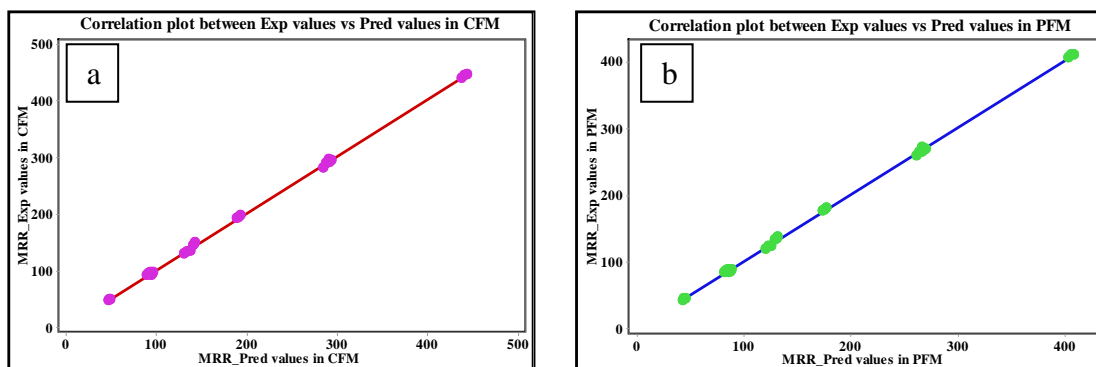 Correlation plot between Exp values vs Pred values in CFM
a
MRR_Exp values in CFM
500
400
300
200
100
0
0 100 200 300 400 500
MRR_Pred values in CFM
Correlation plot between Exp values vs Pred values in PFM
b
MRR_Exp values in PFM
400
300
200
100
0
0 100 200 300 400
MRR_Pred values in PFM